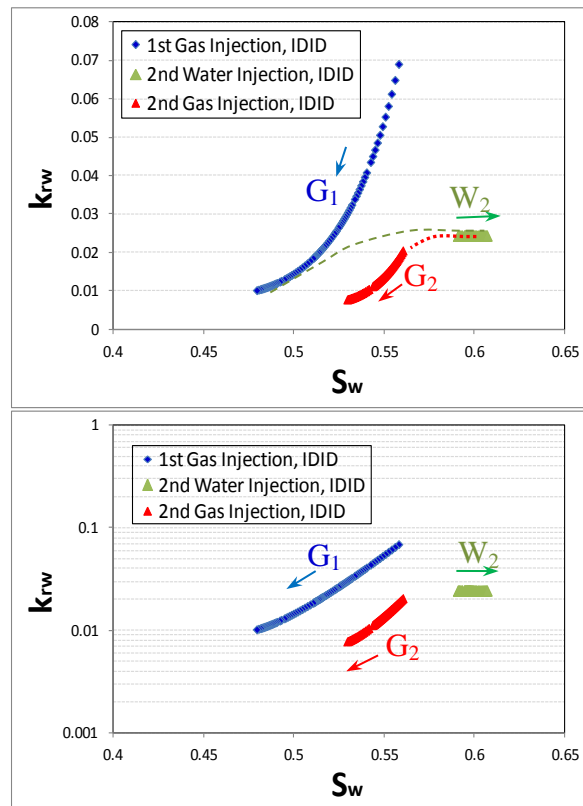 0.08
0.07
0.06
0.05
0.04
0.03
0.02
0.01
0
krw
1st Gas Injection, IDID
2nd Water Injection, IDID
2nd Gas Injection, IDID
G1
W2
G2
0.4 0.45 0.5 0.55 0.6 0.65
Sw
1
0.1
0.01
0.001
krw
1st Gas Injection, IDID
2nd Water Injection, IDID
2nd Gas Injection, IDID
G1
W2
G2
0.4 0.45 0.5 0.55 0.6 0.65
Sw